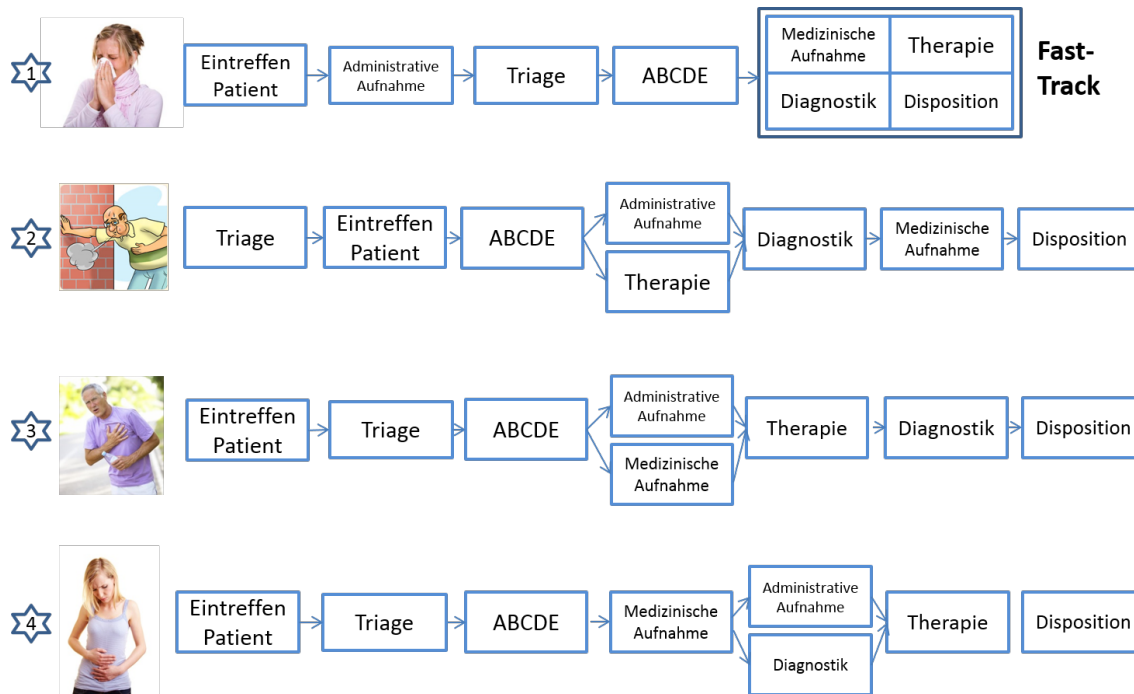 1
Eintreffen
Patient
Administrative
Aufnahme
Triage
ABCDE
Medizinische
Aufnahme
Therapie
Diagnostik
Disposition
Fast-
Track
2
Triage
Eintreffen
Patient
ABCDE
Administrative
Aufnahme
Therapie
Diagnostik
Medizinische
Aufnahme
Disposition
3
Eintreffen
Patient
Triage
ABCDE
Administrative
Aufnahme
Medizinische
Aufnahme
Therapie
Diagnostik
Disposition
4
Eintreffen
Patient
Triage
ABCDE
Medizinische
Aufnahme
Administrative
Aufnahme
Diagnostik
Therapie
Disposition